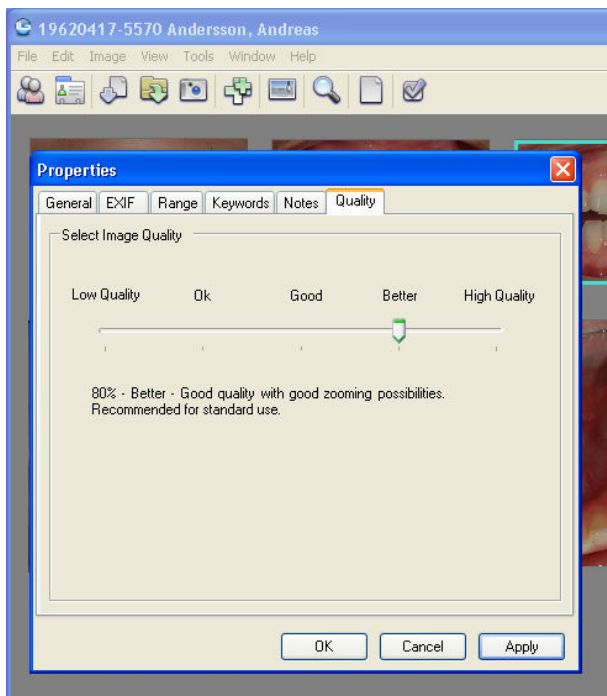 19620417-5570 Andersson, Andreas
File Edit Image View Tools Window Help
Properties
General EXIF Range Keywords Notes Quality
Select Image Quality
Low Quality Ok Good Better High Quality
80% - Better - Good quality with good zooming possibilities.
Recommended for standard use.
OK Cancel Apply